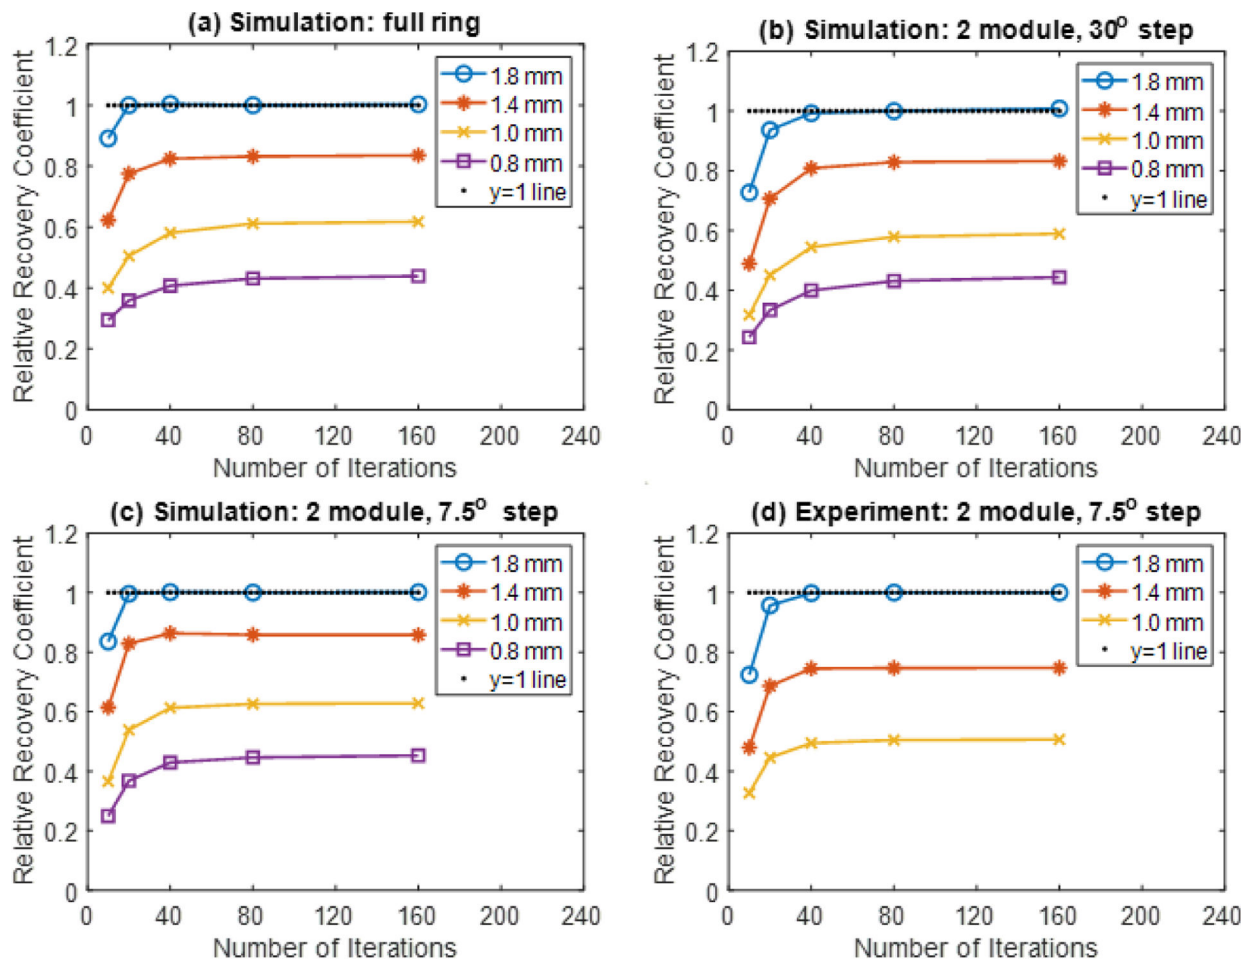 (a) Simulation: full ring
Relative Recovery Coefficient
1.2
1
0.8
0.6
0.4
0.2
0
1.8 mm
1.4 mm
1.0 mm
0.8 mm
y=1 line
0 40 80 120 160 200 240
Number of Iterations
(b) Simulation: 2 module, 30° step
Relative Recovery Coefficient
1.2
1
0.8
0.6
0.4
0.2
0
1.8 mm
1.4 mm
1.0 mm
0.8 mm
y=1 line
0 40 80 120 160 200 240
Number of Iterations
(c) Simulation: 2 module, 7.5° step
Relative Recovery Coefficient
1.2
1
0.8
0.6
0.4
0.2
0
1.8 mm
1.4 mm
1.0 mm
0.8 mm
y=1 line
0 40 80 120 160 200 240
Number of Iterations
(d) Experiment: 2 module, 7.5° step
Relative Recovery Coefficient
1.2
1
0.8
0.6
0.4
0.2
0
1.8 mm
1.4 mm
1.0 mm
y=1 line
0 40 80 120 160 200 240
Number of Iterations